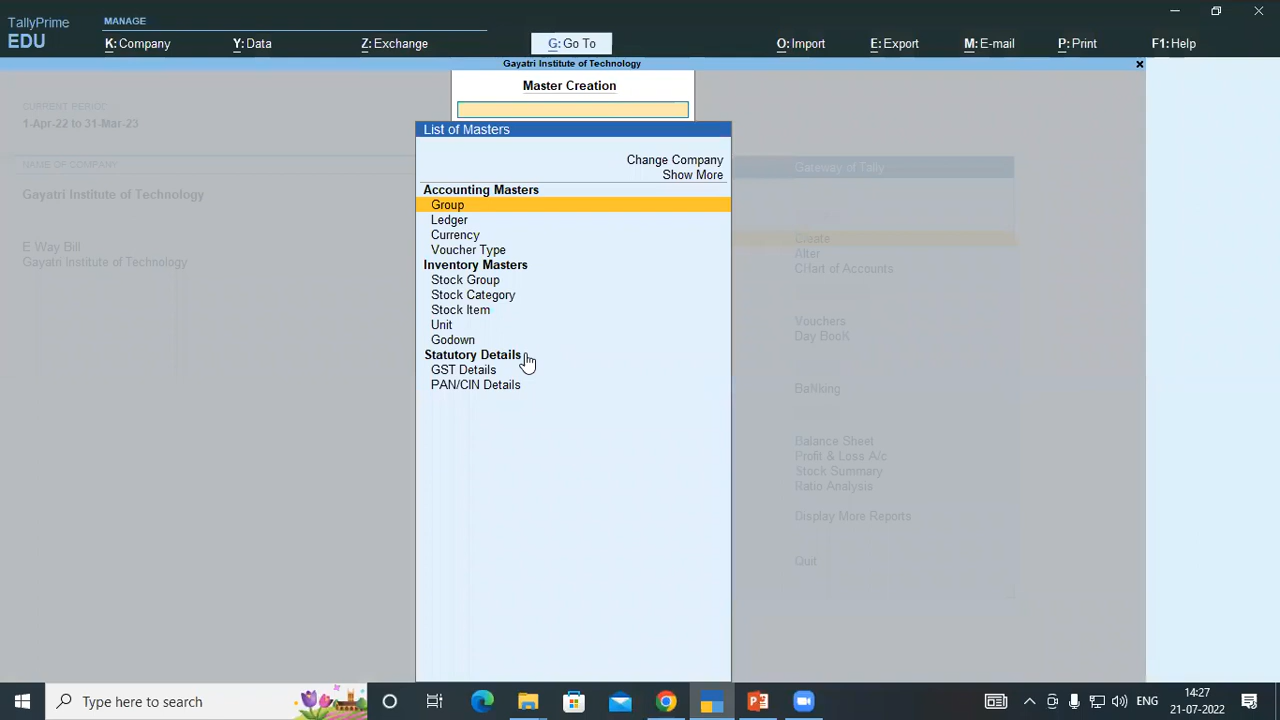 TallyPrime
EDU
MANAGE
K: Company
Y: Data
Z: Exchange
G: Go To
O: Import
E: Export
M: E-mail
P: Print
F1: Help
Gayatri Institute of Technology
Master Creation
List of Masters
Change Company
Show More
Accounting Masters
Group
Ledger
Currency
Voucher Type
Inventory Masters
Stock Group
Stock Category
Stock Item
Unit
Godown
Statutory Details
GST Details
PAN/CIN Details
CURRENT PERIOD
1-Apr-22 to 31-Mar-23
NAME OF COMPANY
Gayatri Institute of Technology
E Way Bill
Gayatri institute of Technology
Gateway of Tally
Create
Alter
CHart of Accounts
Vouchers
Day BooK
BaNking
Balance Sheet
Profit & Loss A/c
Stock Summary
Ratio Analysis
Display More Reports
Quit
Type here to search
ENG
14:27
21-07-2022